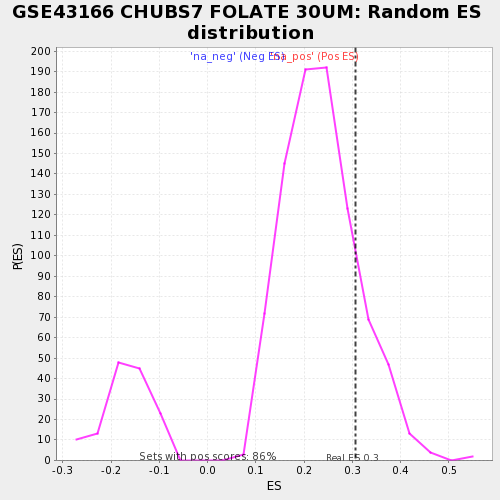 GSE43166 CHUBS7 FOLATE 30UM: Random ES
distribution
'na_neg' (Neg ES)
'na_pos' (Pos ES)
200
190
180
170
160
150
140
130
120
110
100
90
80
70
60
50
40
30
20
10
0
P(ES)
Sets with pos scores: 86%
Real ES 0.3
-0.3 -0.2 -0.1 0.0 0.1 0.2 0.3 0.4 0.5
ES